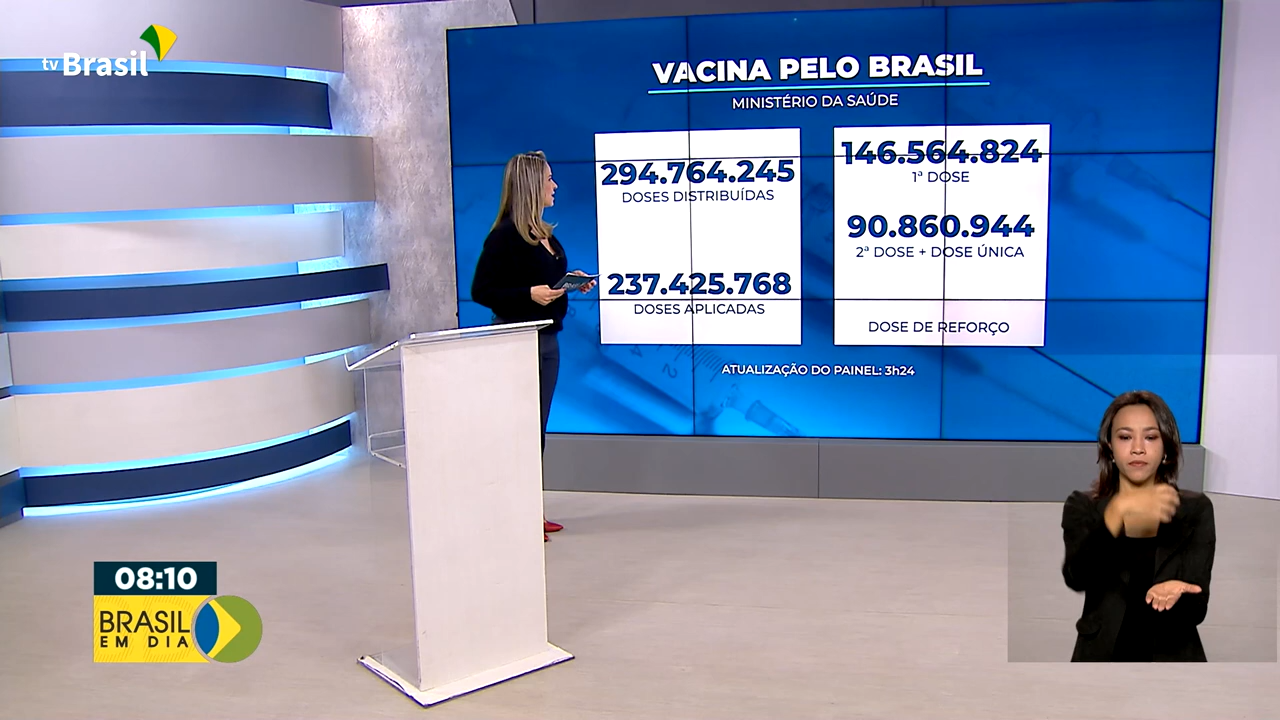 tv Brasil
VACINA PELO BRASIL
MINISTÉRIO DA SAÚDE
294.764.245
DOSES DISTRIBUÍDAS
237.425.768
DOSES APLICADAS
146.564.824
1ª DOSE
90.860.944
2ª DOSE + DOSE ÚNICA
DOSE DE REFORÇO
ATUALIZAÇÃO DO PAINEL: 3h24
08:10
BRASIL
EM DIA